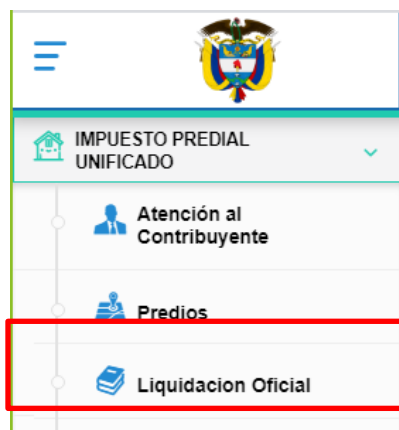 IMPUESTO PREDIAL
UNIFICADO
Atención al
Contribuyente
Predios
Liquidacion Oficial